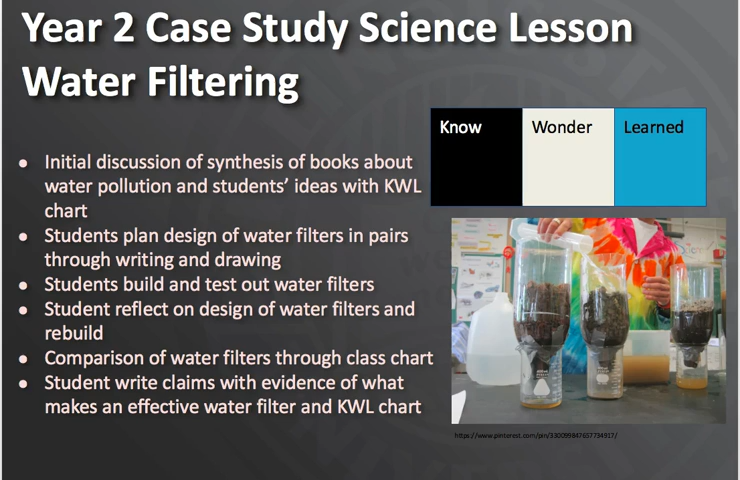 Year 2 Case Study Science Lesson
Water Filtering
Know
Wonder
Learned
● Initial discussion of synthesis of books about
water pollution and students' ideas with KWL
chart
● Students plan design of water filters in pairs
through writing and drawing
● Students build and test out water filters
● Student reflect on design of water filters and
rebuild
● Comparison of water filters through class chart
● Student write claims with evidence of what
makes an effective water filter and KWL chart
https://www.pinterest.com/pin/330099847657734917/